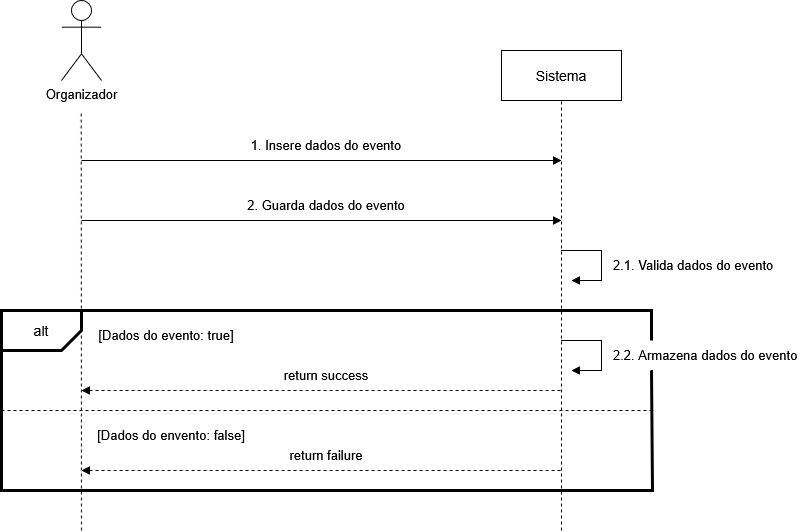 Organizador
Sistema
1. Insere dados do evento
2. Guarda dados do evento
2.1. Valida dados do evento
alt
[Dados do evento: true]
2.2. Armazena dados do evento
return success
[Dados do envento: false]
return failure